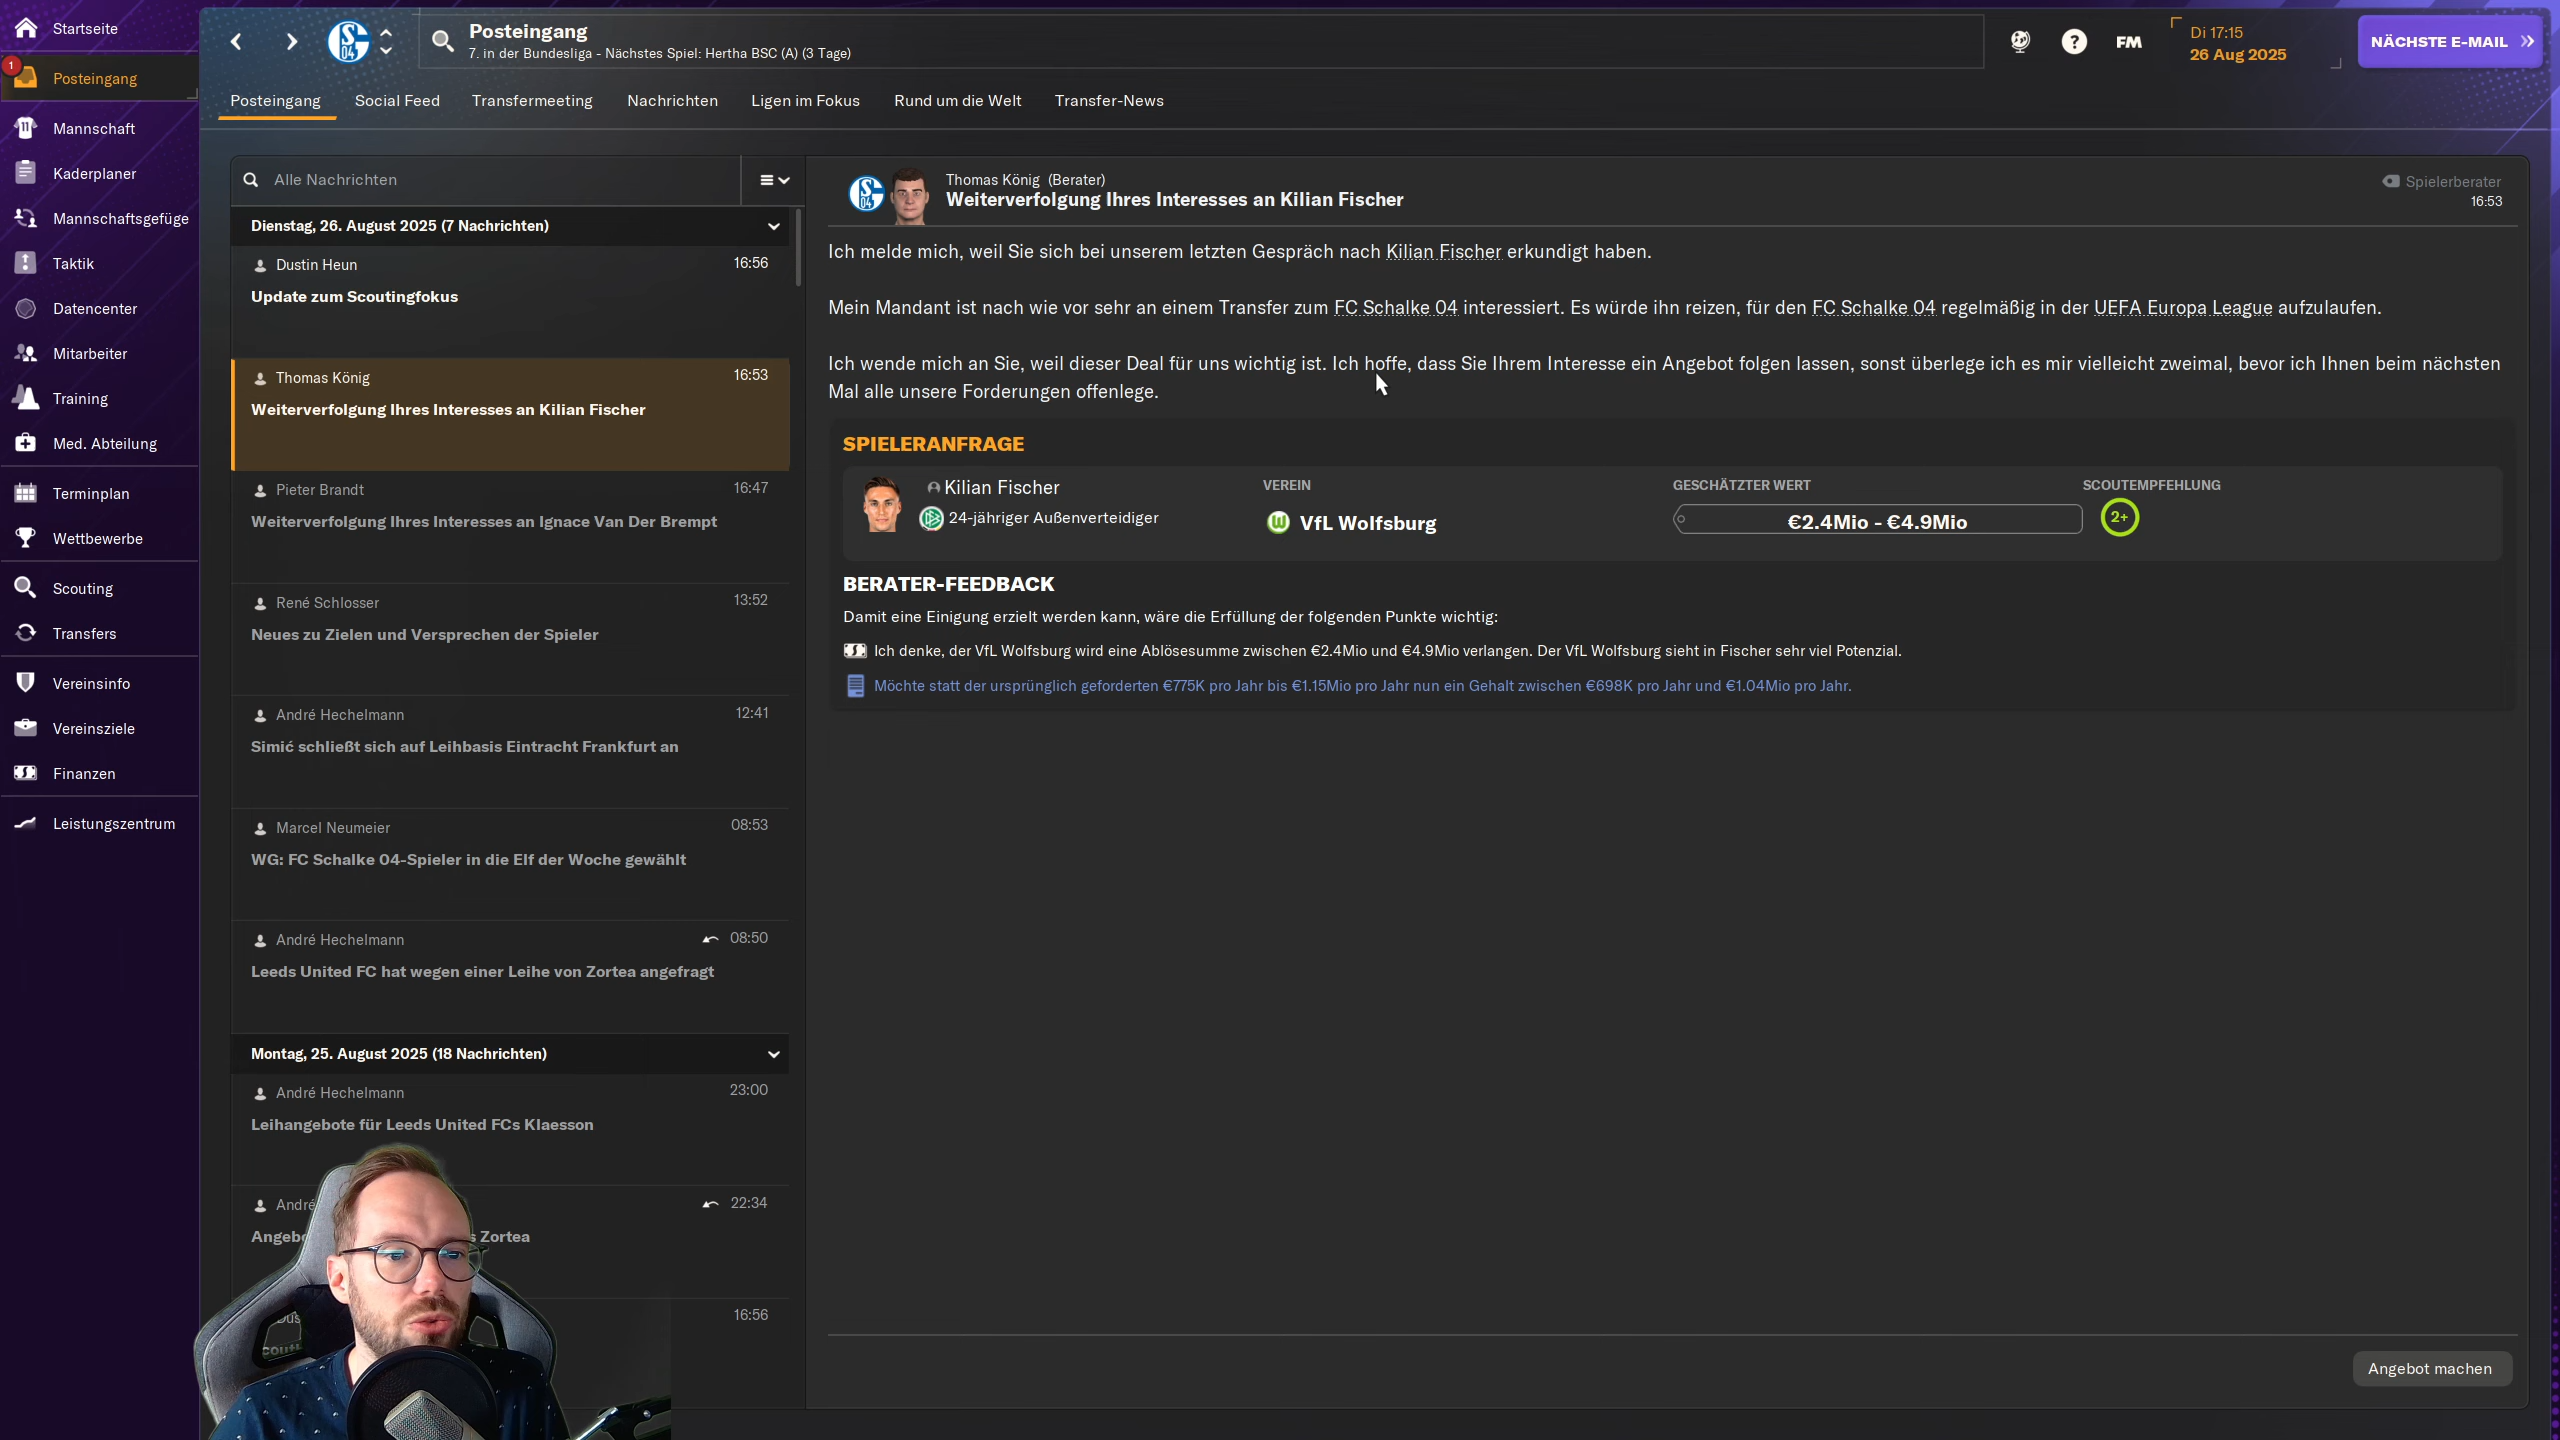 Startseite
1
Posteingang
Mannschaft
Kaderplaner
Mannschaftsgefüge
Taktik
Datencenter
Mitarbeiter
Training
Med. Abteilung
Terminplan
Wettbewerbe
Scouting
Transfers
Vereinsinfo
Vereinsziele
Finanzen
Leistungszentrum
Posteingang
7. in der Bundesliga - Nächstes Spiel: Hertha BSC (A) (3 Tage)
?
FM
Di 17:15
26 Aug 2025
NÄCHSTE E-MAIL
Posteingang Social Feed Transfermeeting Nachrichten Ligen im Fokus Rund um die Welt Transfer-News
Alle Nachrichten
Dienstag, 26. August 2025 (7 Nachrichten)
Dustin Heun 16:56
Update zum Scoutingfokus
Thomas König 16:53
Weiterverfolgung Ihres Interesses an Kilian Fischer
Pieter Brandt 16:47
Weiterverfolgung Ihres Interesses an Ignace Van Der Brempt
René Schlosser 13:52
Neues zu Zielen und Versprechen der Spieler
André Hechelmann 12:41
Simić schließt sich auf Leihbasis Eintracht Frankfurt an
Marcel Neumeier 08:53
WG: FC Schalke 04-Spieler in die Elf der Woche gewählt
André Hechelmann 08:50
Leeds United FC hat wegen einer Leihe von Zortea angefragt
Montag, 25. August 2025 (18 Nachrichten)
André Hechelmann 23:00
Leihangebote für Leeds United FCs Klaesson
André 22:34
Zortea
16:56
Thomas König (Berater)
Weiterverfolgung Ihres Interesses an Kilian Fischer
Spielerberater
16:53
Ich melde mich, weil Sie sich bei unserem letzten Gespräch nach Kilian Fischer erkundigt haben.
Mein Mandant ist nach wie vor sehr an einem Transfer zum FC Schalke 04 interessiert. Es würde ihn reizen, für den FC Schalke 04 regelmäßig in der UEFA Europa League aufzulaufen.
Ich wende mich an Sie, weil dieser Deal für uns wichtig ist. Ich hoffe, dass Sie Ihrem Interesse ein Angebot folgen lassen, sonst überlege ich es mir vielleicht zweimal, bevor ich Ihnen beim nächsten
Mal alle unsere Forderungen offenlege.
SPIELERANFRAGE
Kilian Fischer
24-jähriger Außenverteidiger
VEREIN
VfL Wolfsburg
GESCHÄTZTER WERT
€2.4Mio - €4.9Mio
SCOUTEMPFEHLUNG
2+
BERATER-FEEDBACK
Damit eine Einigung erzielt werden kann, wäre die Erfüllung der folgenden Punkte wichtig:
Ich denke, der VfL Wolfsburg wird eine Ablösesumme zwischen €2.4Mio und €4.9Mio verlangen. Der VfL Wolfsburg sieht in Fischer sehr viel Potenzial.
Möchte statt der ursprünglich geforderten €775K pro Jahr bis €1.15Mio pro Jahr nun ein Gehalt zwischen €698K pro Jahr und €1.04Mio pro Jahr.
Angebot machen